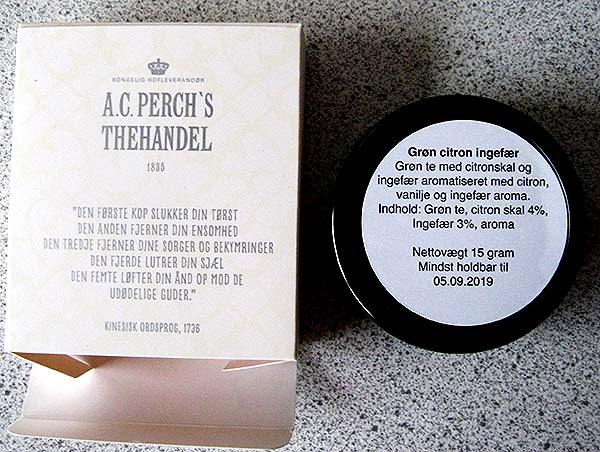 KONGELIG HOFLEVERANDØR
A.C. PERCH`S
THEHANDEL
1835
"DEN FØRSTE KOP SLUKKER DIN TØRST
DEN ANDEN FJERNER DIN ENSOMHED
DEN TREDJE FJERNER DINE SORGER OG BEKYMRINGER
DEN FJERDE LUTRER DIN SJÆL
DEN FEMTE LØFTER DIN ÅND OP MOD DE
UDØDELIGE GUDER."
KINESISK ORDSPROG, 1736
Grøn citron ingefær
Grøn te med citronskal og
ingefær aromatiseret med citron,
vanilje og ingefær aroma.
Indhold: Grøn te, citron skal 4%,
Ingefær 3%, aroma
Nettovægt 15 gram
Mindst holdbar til
05.09.2019